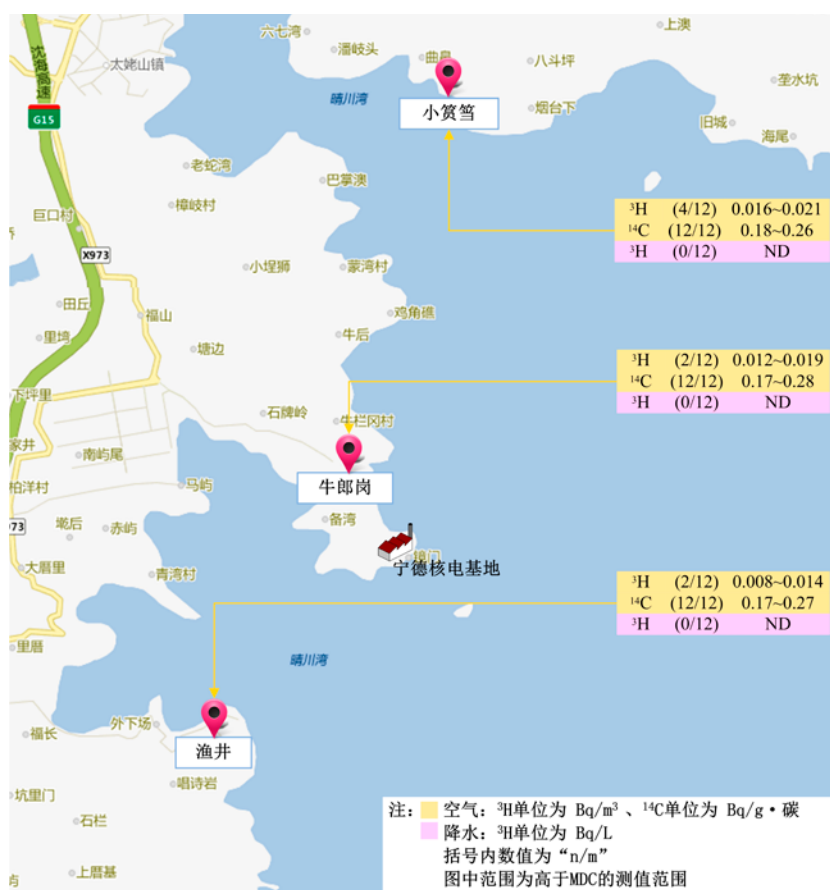 六七湾
上澳
潘岐头
曲鼻
八斗坪
太姥山镇
沈海高速
G15
晴川湾
小筼筜
烟台下
垄水坑
旧城
海尾
老蛇湾
巴掌澳
樟岐村
巨口村
³H (4/12) 0.016~0.021
¹⁴C (12/12) 0.18~0.26
³H (0/12) ND
X973
小埕狮
蒙湾村
田丘
福山
鸡角礁
里塆
塘边
牛后
³H (2/12) 0.012~0.019
¹⁴C (12/12) 0.17~0.28
³H (0/12) ND
下坪里
石牌岭
牛栏冈村
家井
南屿尾
柏洋村
马屿
牛郎岗
73
墘后
赤屿
备湾
镜门
宁德核电基地
大厝里
青湾村
³H (2/12) 0.008~0.014
¹⁴C (12/12) 0.17~0.27
³H (0/12) ND
里厝
晴川湾
外下场
福长
渔井
唱诗岩
坑里门
石栏
上厝基
注：空气：³H单位为 Bq/m³ 、¹⁴C单位为 Bq/g·碳
降水：³H单位为 Bq/L
括号内数值为“n/m”
图中范围为高于MDC的测值范围